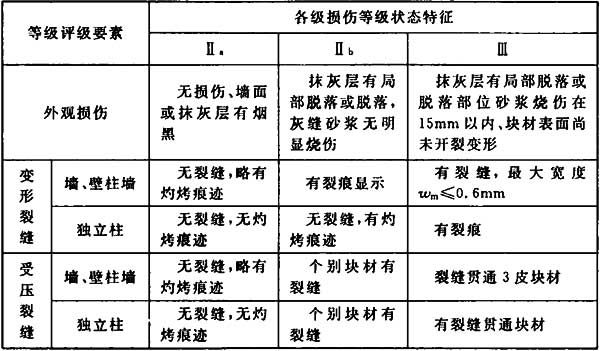 等级评级要素
各级损伤等级状态特征
Ⅱa
Ⅱb
Ⅲ
外观损伤
无损伤、墙面
或抹灰层有烟
黑
抹灰层有局
部脱落或脱落，
灰缝砂浆无明
显烧伤
抹灰层有局部脱落或
脱落部位砂浆烧伤在
15mm以内、块材表面尚
未开裂变形
变
形
裂
缝
墙、壁柱墙
无裂缝，略有
灼烤痕迹
有裂痕显示
有裂缝，最大宽度
wm≤0.6mm
独立柱
无裂缝，无灼
烤痕迹
无裂缝，有灼
烤痕迹
有裂痕
受
压
裂
缝
墙、壁柱墙
无裂缝，略有
灼烤痕迹
个别块材有
裂缝
裂缝贯通3皮块材
独立柱
无裂缝，无灼
烤痕迹
个别块材有
裂缝
有裂缝贯通块材